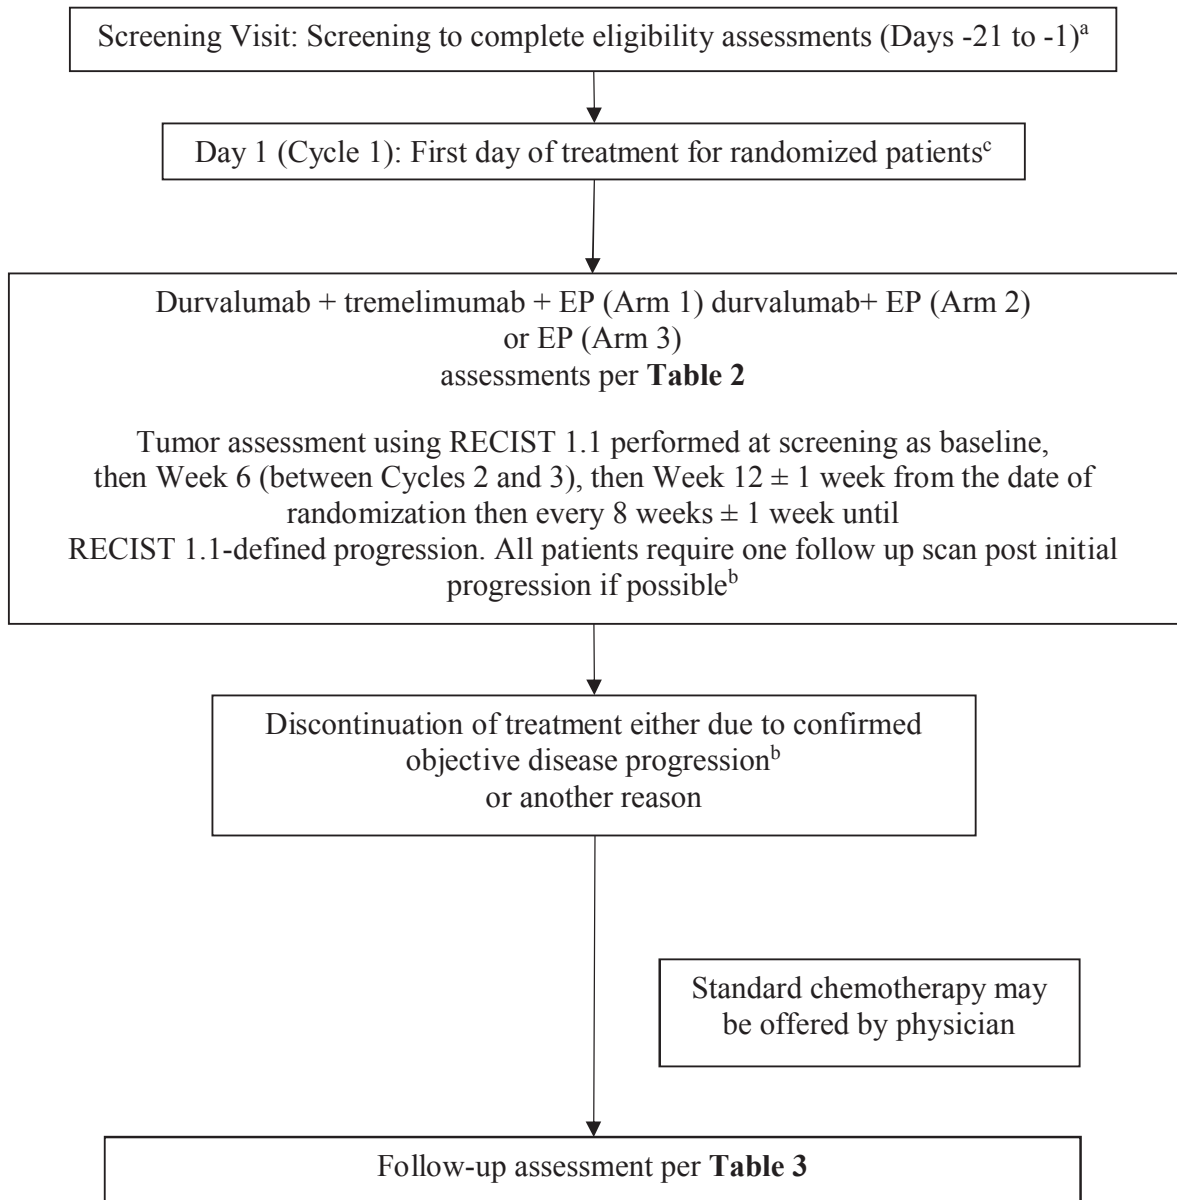 Screening Visit: Screening to complete eligibility assessments (Days -21 to -1)a
Day 1 (Cycle 1): First day of treatment for randomized patientsc
Durvalumab + tremelimumab + EP (Arm 1) durvalumab+ EP (Arm 2)
or EP (Arm 3)
assessments per Table 2
Tumor assessment using RECIST 1.1 performed at screening as baseline,
then Week 6 (between Cycles 2 and 3), then Week 12 ± 1 week from the date of
randomization then every 8 weeks ± 1 week until
RECIST 1.1-defined progression. All patients require one follow up scan post initial
progression if possibleb
Discontinuation of treatment either due to confirmed
objective disease progressionb
or another reason
Standard chemotherapy may
be offered by physician
Follow-up assessment per Table 3